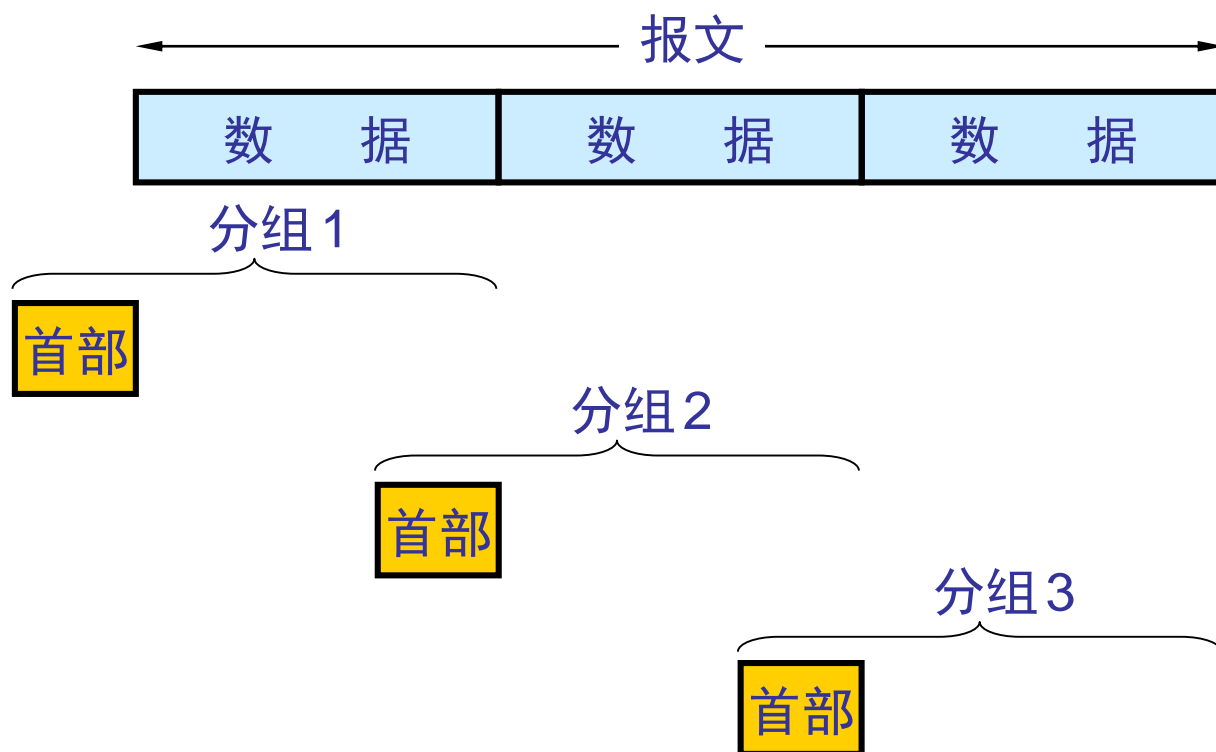 报文
数 据 数 据 数 据
分组1
首部
分组2
首部
分组3
首部